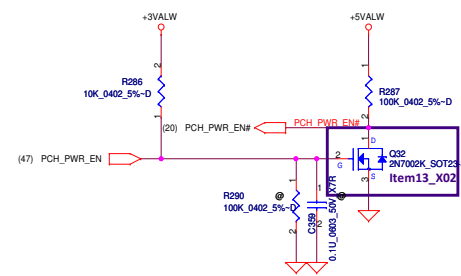 +3VALW
+5VALW
2
R286
10K_0402_5%~D
1
1
R287
100K_0402_5%~D
2
(20) PCH_PWR_EN#
PCH_PWR_EN#
(47) PCH_PWR_EN
1 D
2 G
3 S
Q32
2N7002K_SOT23-
Item13_X02
R290
100K_0402_5%~D
@
1
2
1
2
C359
0.1U_0603_50V_X7R
@